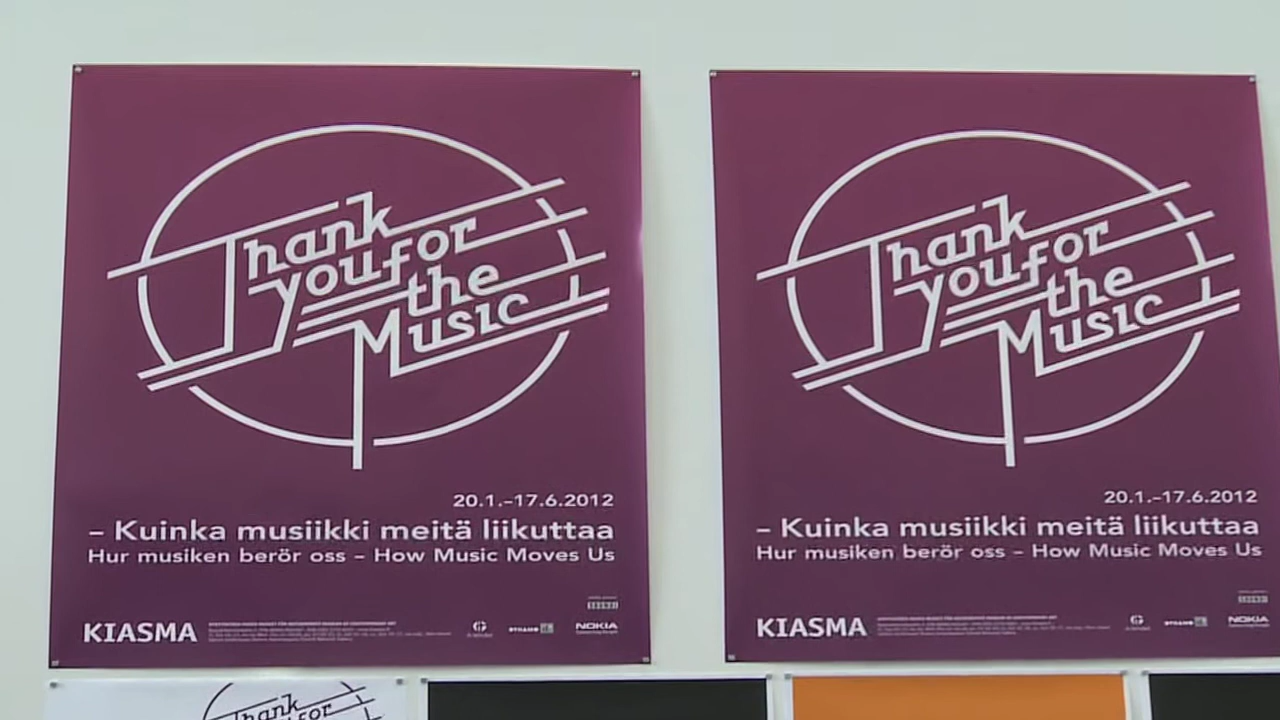 Thank
you for
the
Music
20.1.–17.6.2012
– Kuinka musiikki meitä liikuttaa
Hur musiken berör oss – How Music Moves Us
KIASMA
NOKIA
Thank
you for
the
Music
20.1.–17.6.2012
– Kuinka musiikki meitä liikuttaa
Hur musiken berör oss – How Music Moves Us
KIASMA
NOKIA
Thank